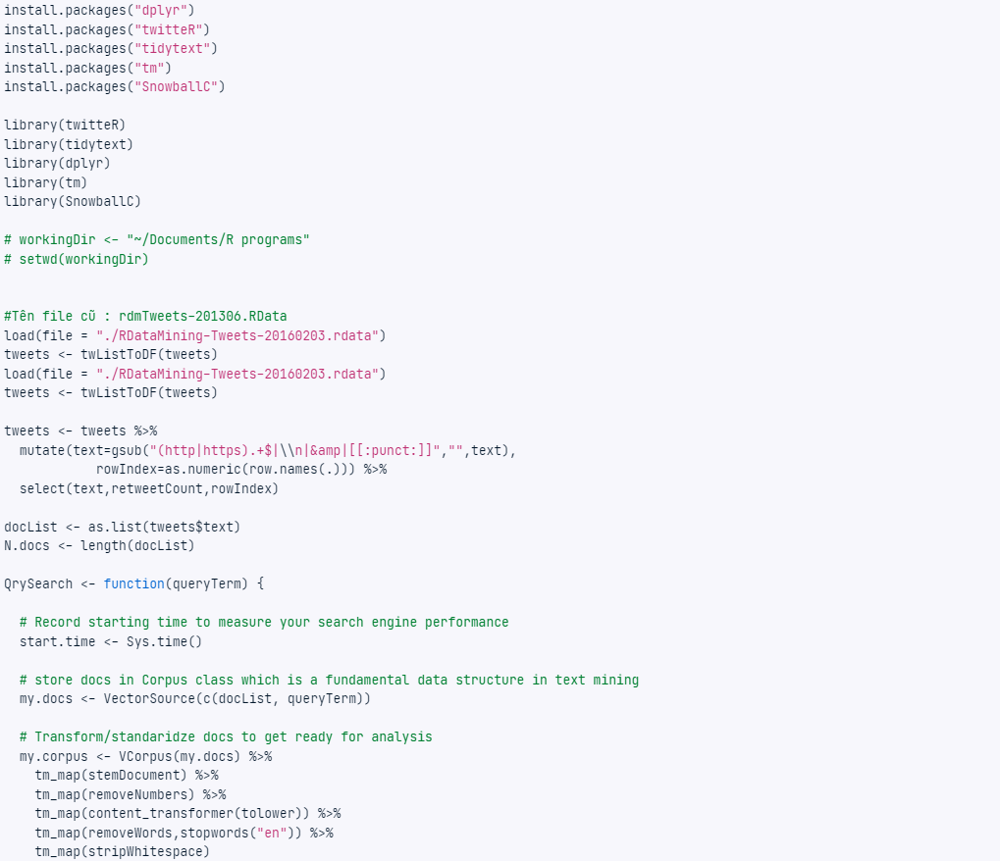 install.packages("dplyr")
install.packages("twitteR")
install.packages("tidytext")
install.packages("tm")
install.packages("SnowballC")
library(twitteR)
library(tidytext)
library(dplyr)
library(tm)
library(SnowballC)
# workingDir <- "~/Documents/R programs"
# setwd(workingDir)
#Tên file cũ : rdmTweets-201306.RData
load(file = "./RDataMining-Tweets-20160203.rdata")
tweets <- twListToDF(tweets)
load(file = "./RDataMining-Tweets-20160203.rdata")
tweets <- twListToDF(tweets)
tweets <- tweets %>%
  mutate(text=gsub("(http|https).+$|\\n|&amp|[[:punct:]]","",text),
            rowIndex=as.numeric(row.names(.))) %>%
  select(text,retweetCount,rowIndex)
docList <- as.list(tweets$text)
N.docs <- length(docList)
QrySearch <- function(queryTerm) {
  # Record starting time to measure your search engine performance
  start.time <- Sys.time()
  # store docs in Corpus class which is a fundamental data structure in text mining
  my.docs <- VectorSource(c(docList, queryTerm))
  # Transform/standaridze docs to get ready for analysis
  my.corpus <- VCorpus(my.docs) %>%
    tm_map(stemDocument) %>%
    tm_map(removeNumbers) %>%
    tm_map(content_transformer(tolower)) %>%
    tm_map(removeWords,stopwords("en")) %>%
    tm_map(stripWhitespace)